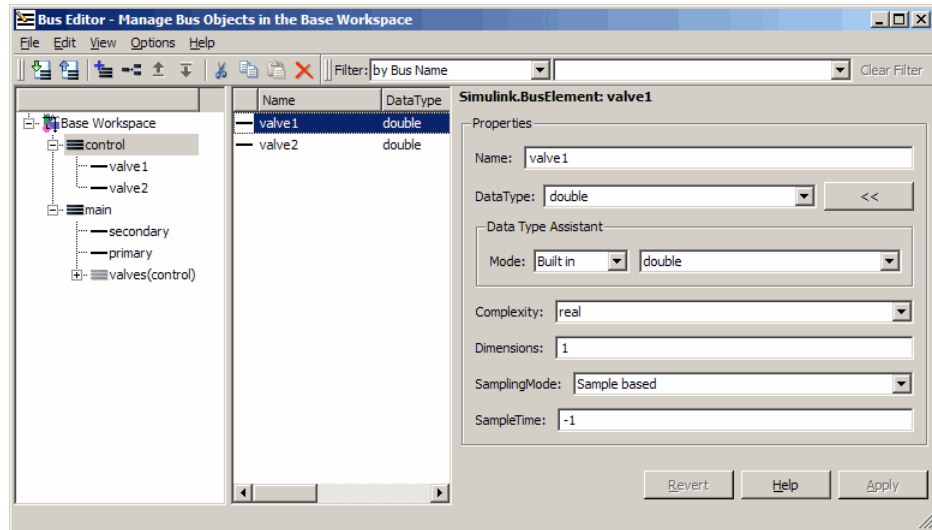 Bus Editor - Manage Bus Objects in the Base Workspace
File Edit View Options Help
Filter: by Bus Name Clear Filter
Base Workspace
control
valve1
valve2
main
secondary
primary
valves(control)
Name DataType
valve1 double
valve2 double
Simulink.BusElement: valve1
Properties
Name: valve1
DataType: double <<
Data Type Assistant
Mode: Built in double
Complexity: real
Dimensions: 1
SamplingMode: Sample based
SampleTime: -1
Revert Help Apply